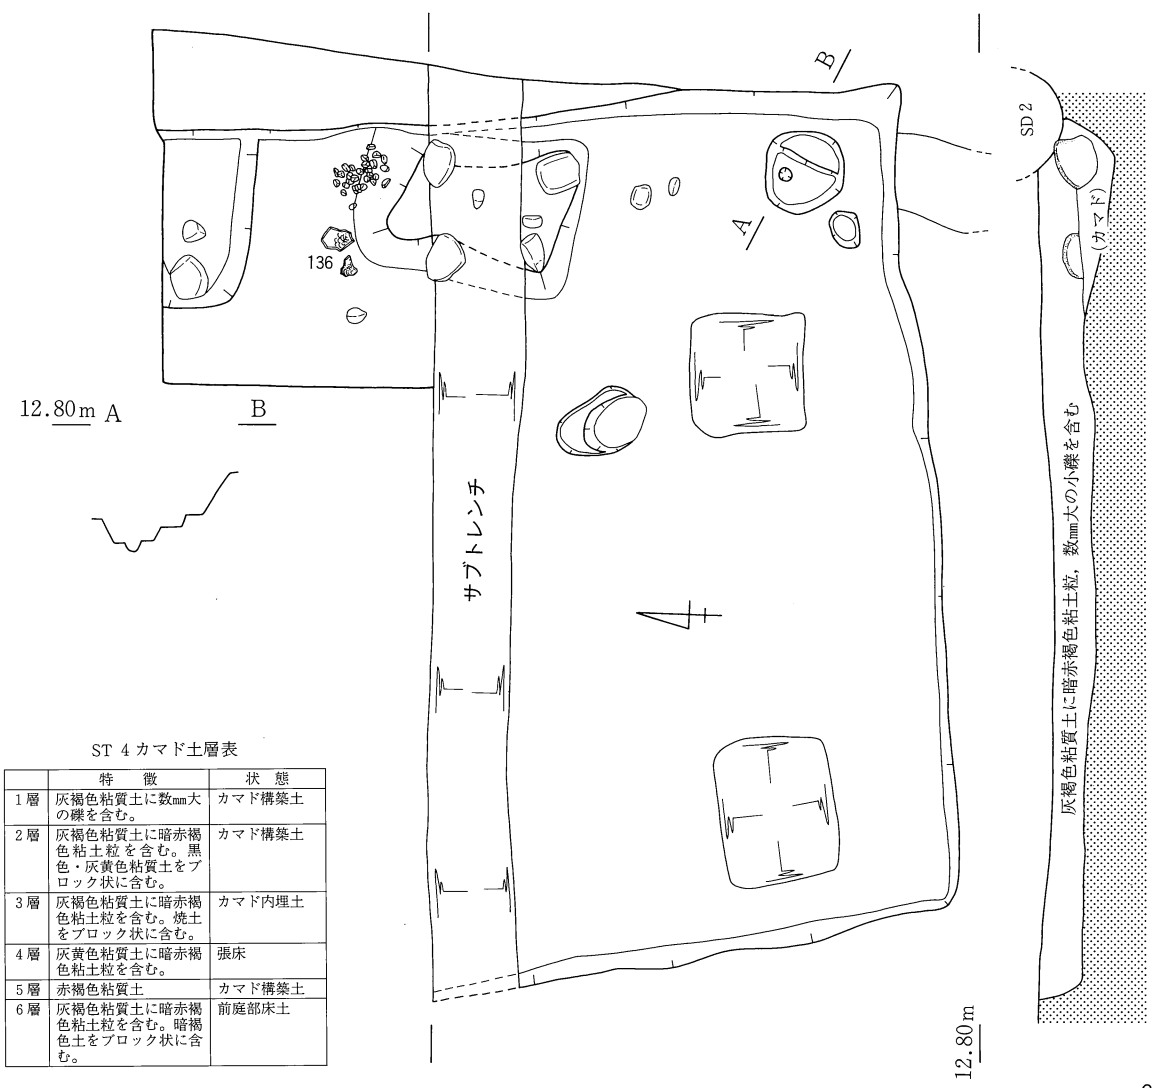 B
SD 2
A
(カマド)
136
12.80m A
B
サブトレンチ
灰褐色粘質土に暗赤褐色粘土粒，数㎜大の小礫を含む
12.80m
ST 4 カマド土層表
特　徴
状　態
1層
灰褐色粘質土に数㎜大
の礫を含む。
カマド構築土
2層
灰褐色粘質土に暗赤褐
色粘土粒を含む。黒
色・灰黄色粘質土をブ
ロック状に含む。
カマド構築土
3層
灰褐色粘質土に暗赤褐
色粘土粒を含む。焼土
をブロック状に含む。
カマド内埋土
4層
灰黄色粘質土に暗赤褐
色粘土粒を含む。
張床
5層
赤褐色粘質土
カマド構築土
6層
灰褐色粘質土に暗赤褐
色粘土粒を含む。暗褐
色土をブロック状に含
む。
前庭部床土